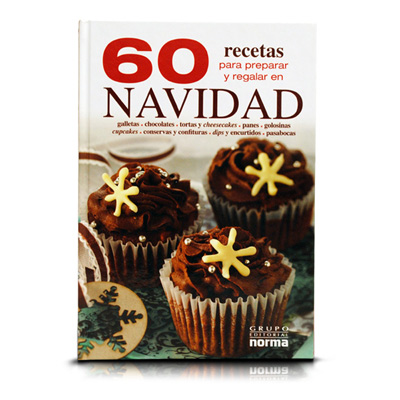 60 recetas
para preparar
y regalar en
NAVIDAD
galletas • chocolates • tortas y cheesecakes • panes • golosinas
cupcakes • conservas y confituras • dips y encurtidos • pasabocas
GRUPO
EDITORIAL
norma